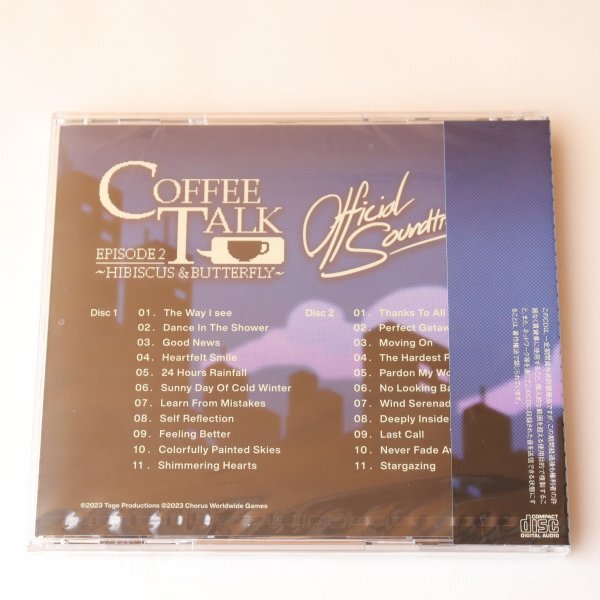 COFFEE
TALK
EPISODE 2
~HIBISCUS & BUTTERFLY~
Official
Soundtr
Disc 1
01. The Way I see
02. Dance In The Shower
03. Good News
04. Heartfelt Smile
05. 24 Hours Rainfall
06. Sunny Day Of Cold Winter
07. Learn From Mistakes
08. Self Reflection
09. Feeling Better
10. Colorfully Painted Skies
11. Shimmering Hearts
Disc 2
01. Thanks To All
02. Perfect Getaw
03. Moving On
04. The Hardest P
05. Pardon My Wo
06. No Looking Ba
07. Wind Serenad
08. Deeply Inside
09. Last Call
10. Never Fade Aw
11. Stargazing
©2023 Toge Productions ©2023 Chorus Worldwide Games
COMPACT
disc
DIGITAL AUDIO